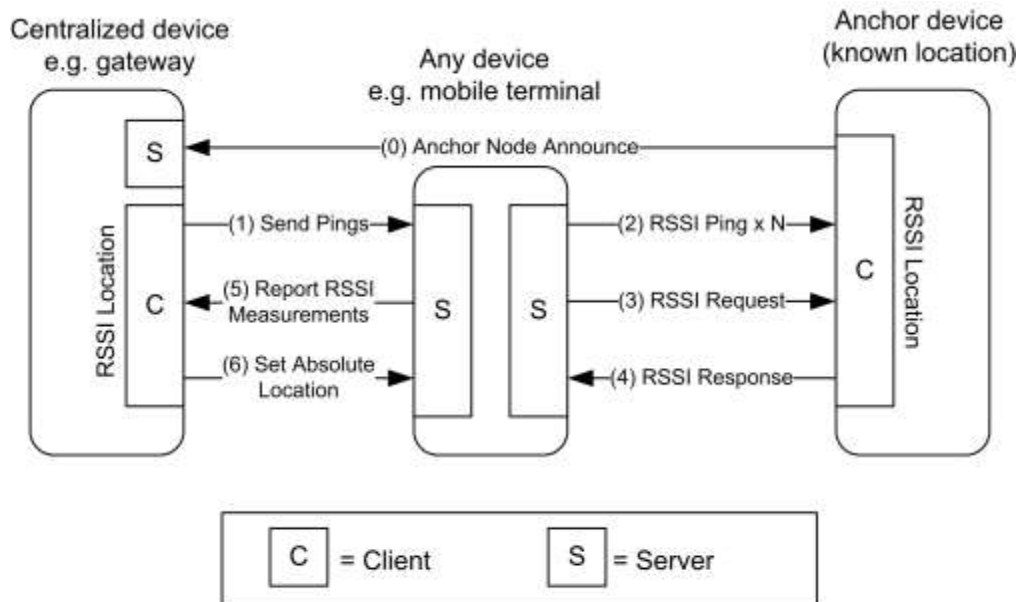 Centralized device
e.g. gateway
Any device
e.g. mobile terminal
Anchor device
(known location)
S
(0) Anchor Node Announce
RSSI Location
C
(1) Send Pings
(5) Report RSSI
Measurements
(6) Set Absolute
Location
S
S
(2) RSSI Ping x N
(3) RSSI Request
(4) RSSI Response
C
RSSI Location
C = Client
S = Server